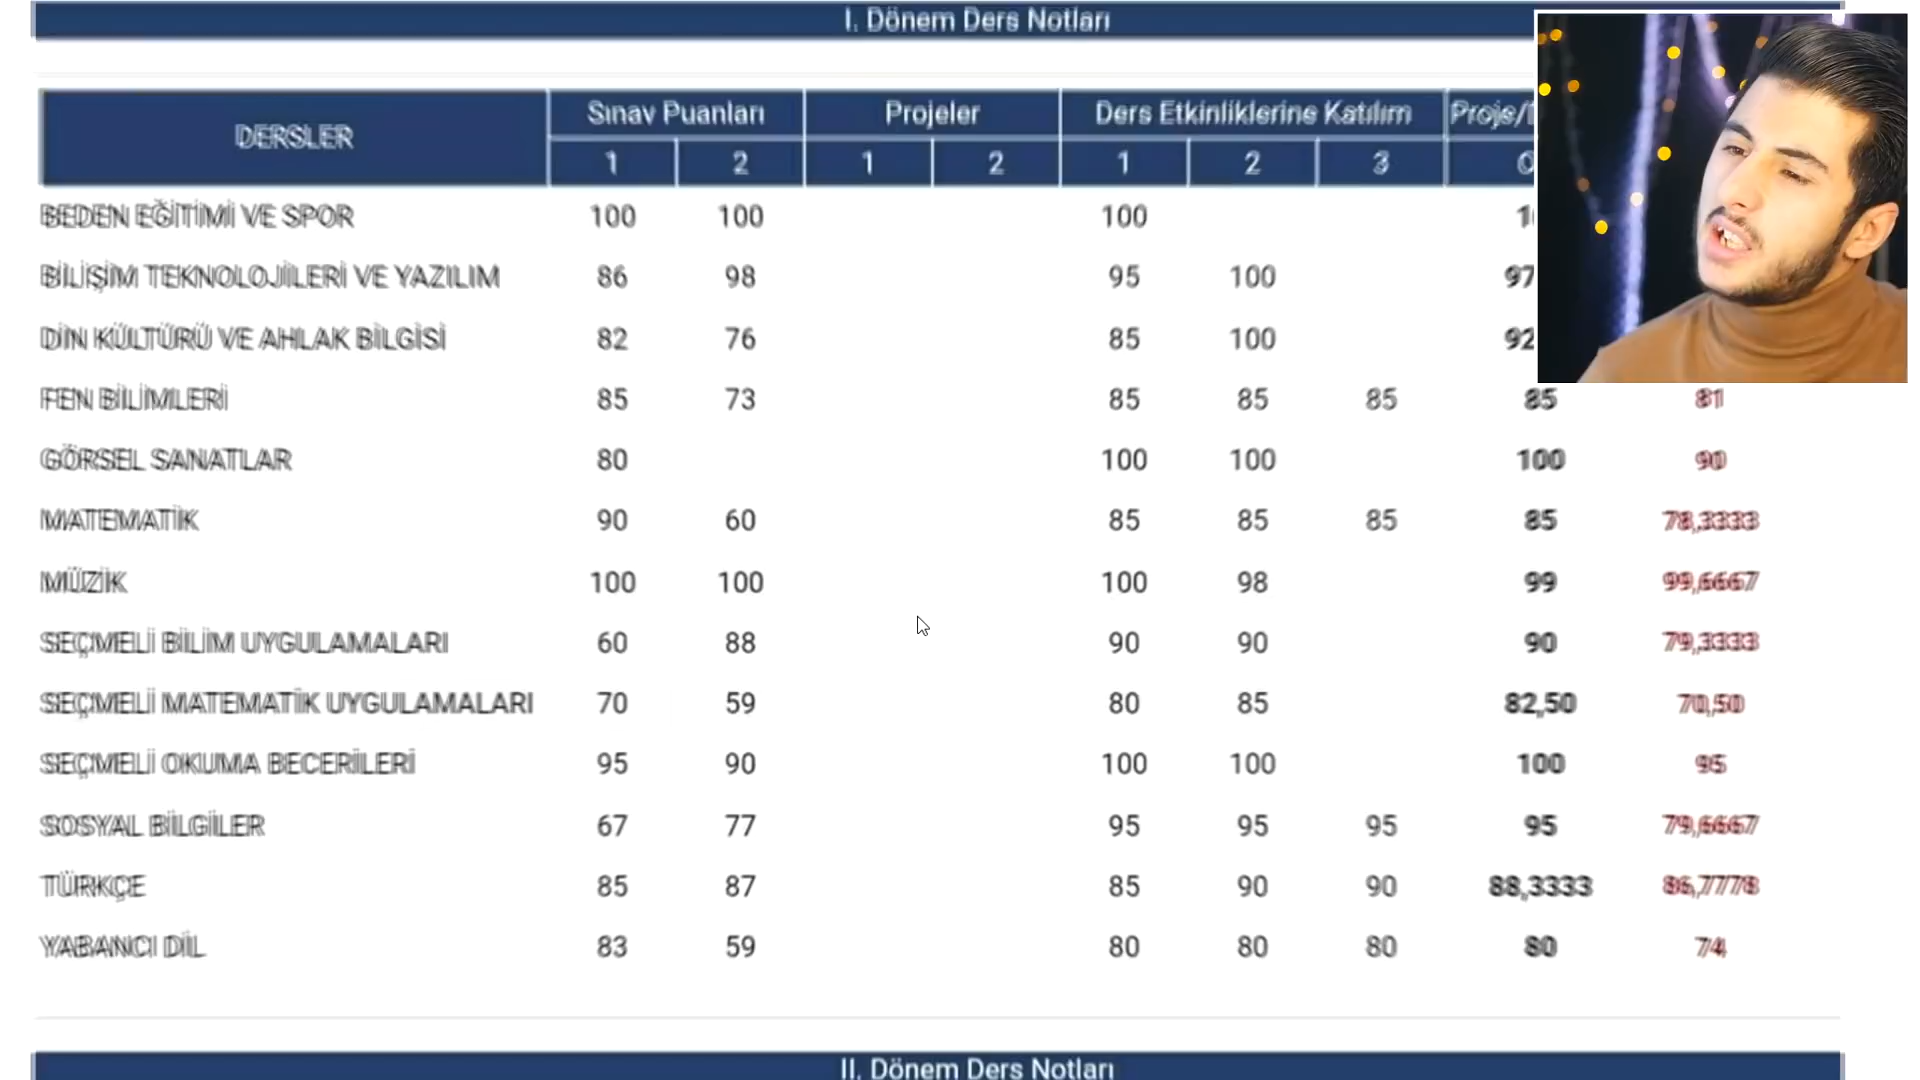 I. Dönem Ders Notları
DERSLER Sınav Puanları Projeler Ders Etkinliklerine Katılım Proje/
1 2 1 2 1 2 3
BEDEN EĞİTİMİ VE SPOR 100 100 100
BİLİŞİM TEKNOLOJİLERİ VE YAZILIM 86 98 95 100 97
DİN KÜLTÜRÜ VE AHLAK BİLGİSİ 82 76 85 100 92
FEN BİLİMLERİ 85 73 85 85 85 85 81
GÖRSEL SANATLAR 80 100 100 100 90
MATEMATİK 90 60 85 85 85 85 78,3333
MÜZİK 100 100 100 98 99 99,6667
SEÇMELİ BİLİM UYGULAMALARI 60 88 90 90 90 79,3333
SEÇMELİ MATEMATİK UYGULAMALARI 70 59 80 85 82,50 70,50
SEÇMELİ OKUMA BECERİLERİ 95 90 100 100 100 95
SOSYAL BİLGİLER 67 77 95 95 95 95 79,6667
TÜRKÇE 85 87 85 90 90 88,3333 86,7778
YABANCI DİL 83 59 80 80 80 80 74
II. Dönem Ders Notları